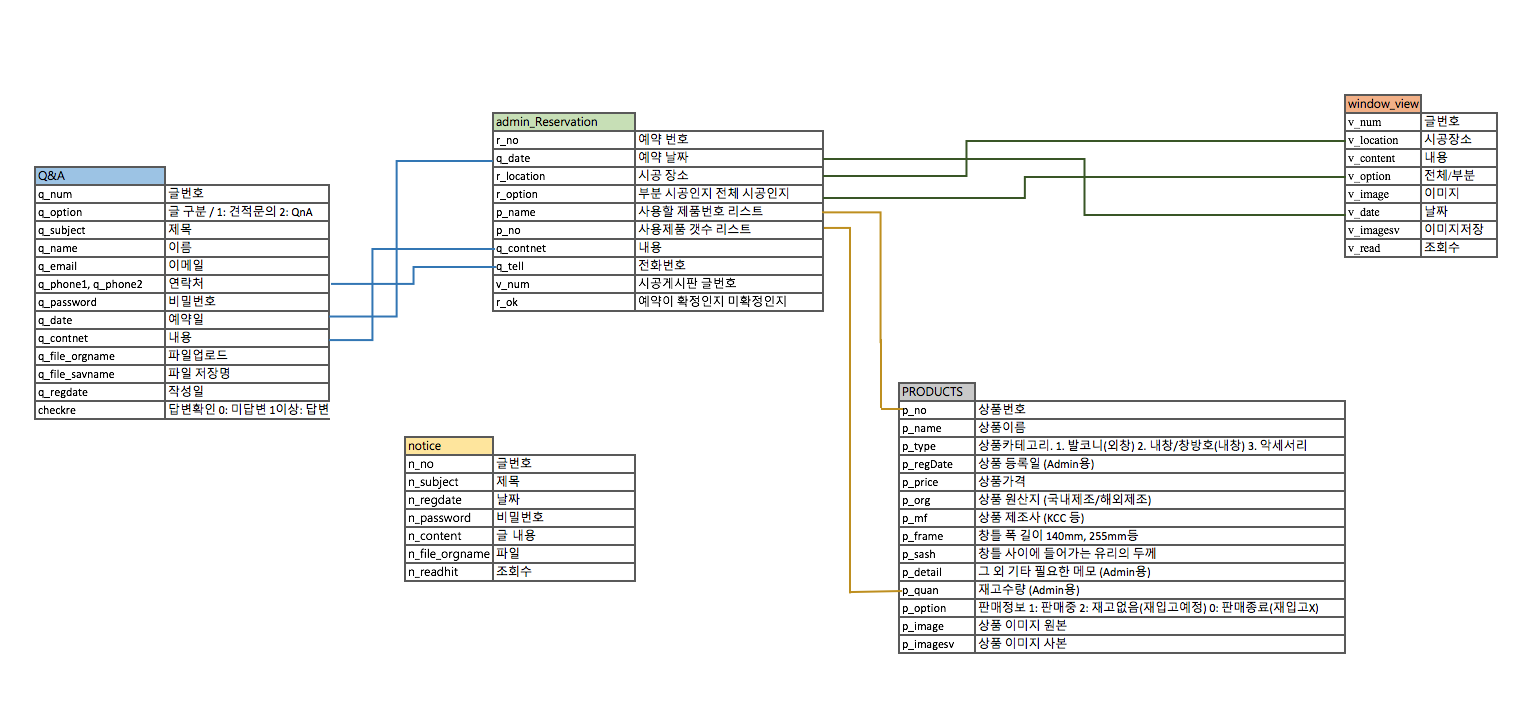 Q&A
q_num 글번호
q_option 글 구분 / 1: 견적문의 2: QnA
q_subject 제목
q_name 이름
q_email 이메일
q_phone1, q_phone2 연락처
q_password 비밀번호
q_date 예약일
q_contnet 내용
q_file_orgname 파일업로드
q_file_savname 파일 저장명
q_regdate 작성일
checkre 답변확인 0: 미답변 1이상: 답변
admin_Reservation
r_no 예약 번호
q_date 예약 날짜
r_location 시공 장소
r_option 부분 시공인지 전체 시공인지
p_name 사용할 제품번호 리스트
p_no 사용제품 갯수 리스트
q_contnet 내용
q_tell 전화번호
v_num 시공게시판 글번호
r_ok 예약이 확정인지 미확정인지
window_view
v_num 글번호
v_location 시공장소
v_content 내용
v_option 전체/부분
v_image 이미지
v_date 날짜
v_imagesv 이미지저장
v_read 조회수
notice
n_no 글번호
n_subject 제목
n_regdate 날짜
n_password 비밀번호
n_content 글 내용
n_file_orgname 파일
n_readhit 조회수
PRODUCTS
p_no 상품번호
p_name 상품이름
p_type 상품카테고리. 1. 발코니(외창) 2. 내창/창방호(내창) 3. 악세서리
p_regDate 상품 등록일 (Admin용)
p_price 상품가격
p_org 상품 원산지 (국내제조/해외제조)
p_mf 상품 제조사 (KCC 등)
p_frame 창틀 폭 길이 140mm, 255mm등
p_sash 창틀 사이에 들어가는 유리의 두께
p_detail 그 외 기타 필요한 메모 (Admin용)
p_quan 재고수량 (Admin용)
p_option 판매정보 1: 판매중 2: 재고없음(재입고예정) 0: 판매종료(재입고X)
p_image 상품 이미지 원본
p_imagesv 상품 이미지 사본